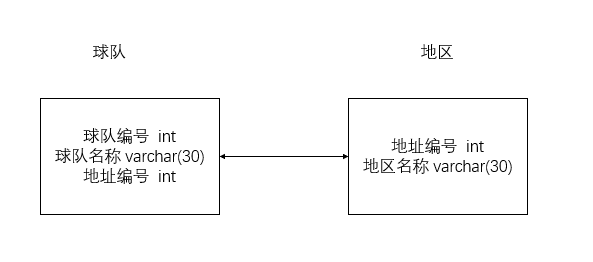 球队
地区
球队编号 int
球队名称 varchar(30)
地址编号 int
地址编号 int
地区名称 varchar(30)